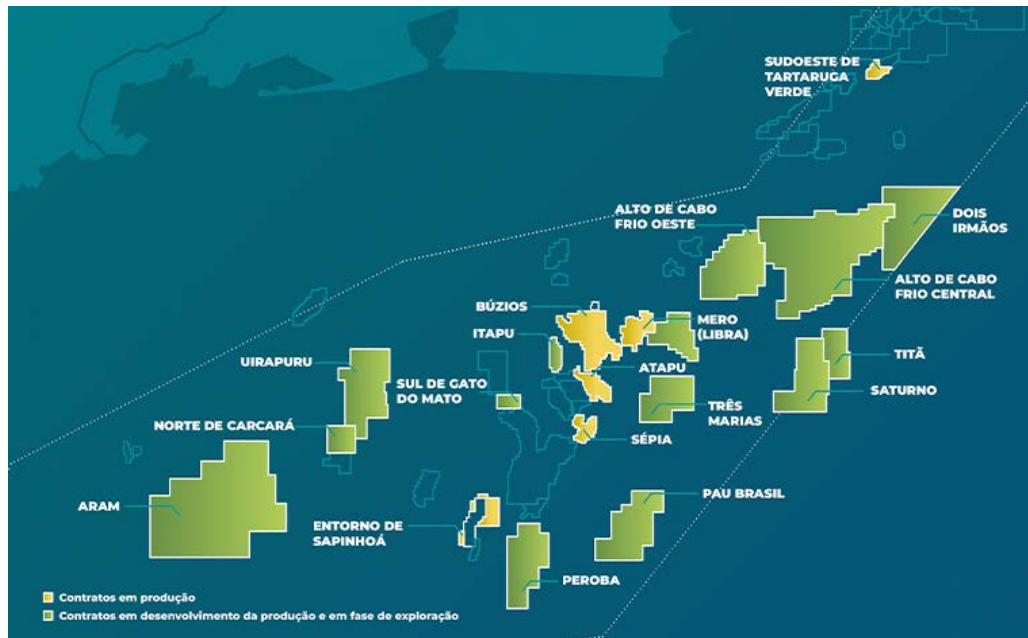 SUDOESTE DE
TARTARUGA
VERDE
ALTO DE CABO
FRIO OESTE
DOIS
IRMÃOS
ALTO DE CABO
FRIO CENTRAL
BÚZIOS
MERO
(LIBRA)
ITAPU
ATAPU
TITÃ
UIRAPURU
SUL DE GATO
DO MATO
SATURNO
TRÊS
MARIAS
NORTE DE CARCARÁ
SÉPIA
PAU BRASIL
ARAM
ENTORNO DE
SAPINHOÁ
PEROBA
Contratos em produção
Contratos em desenvolvimento da produção e em fase de exploração